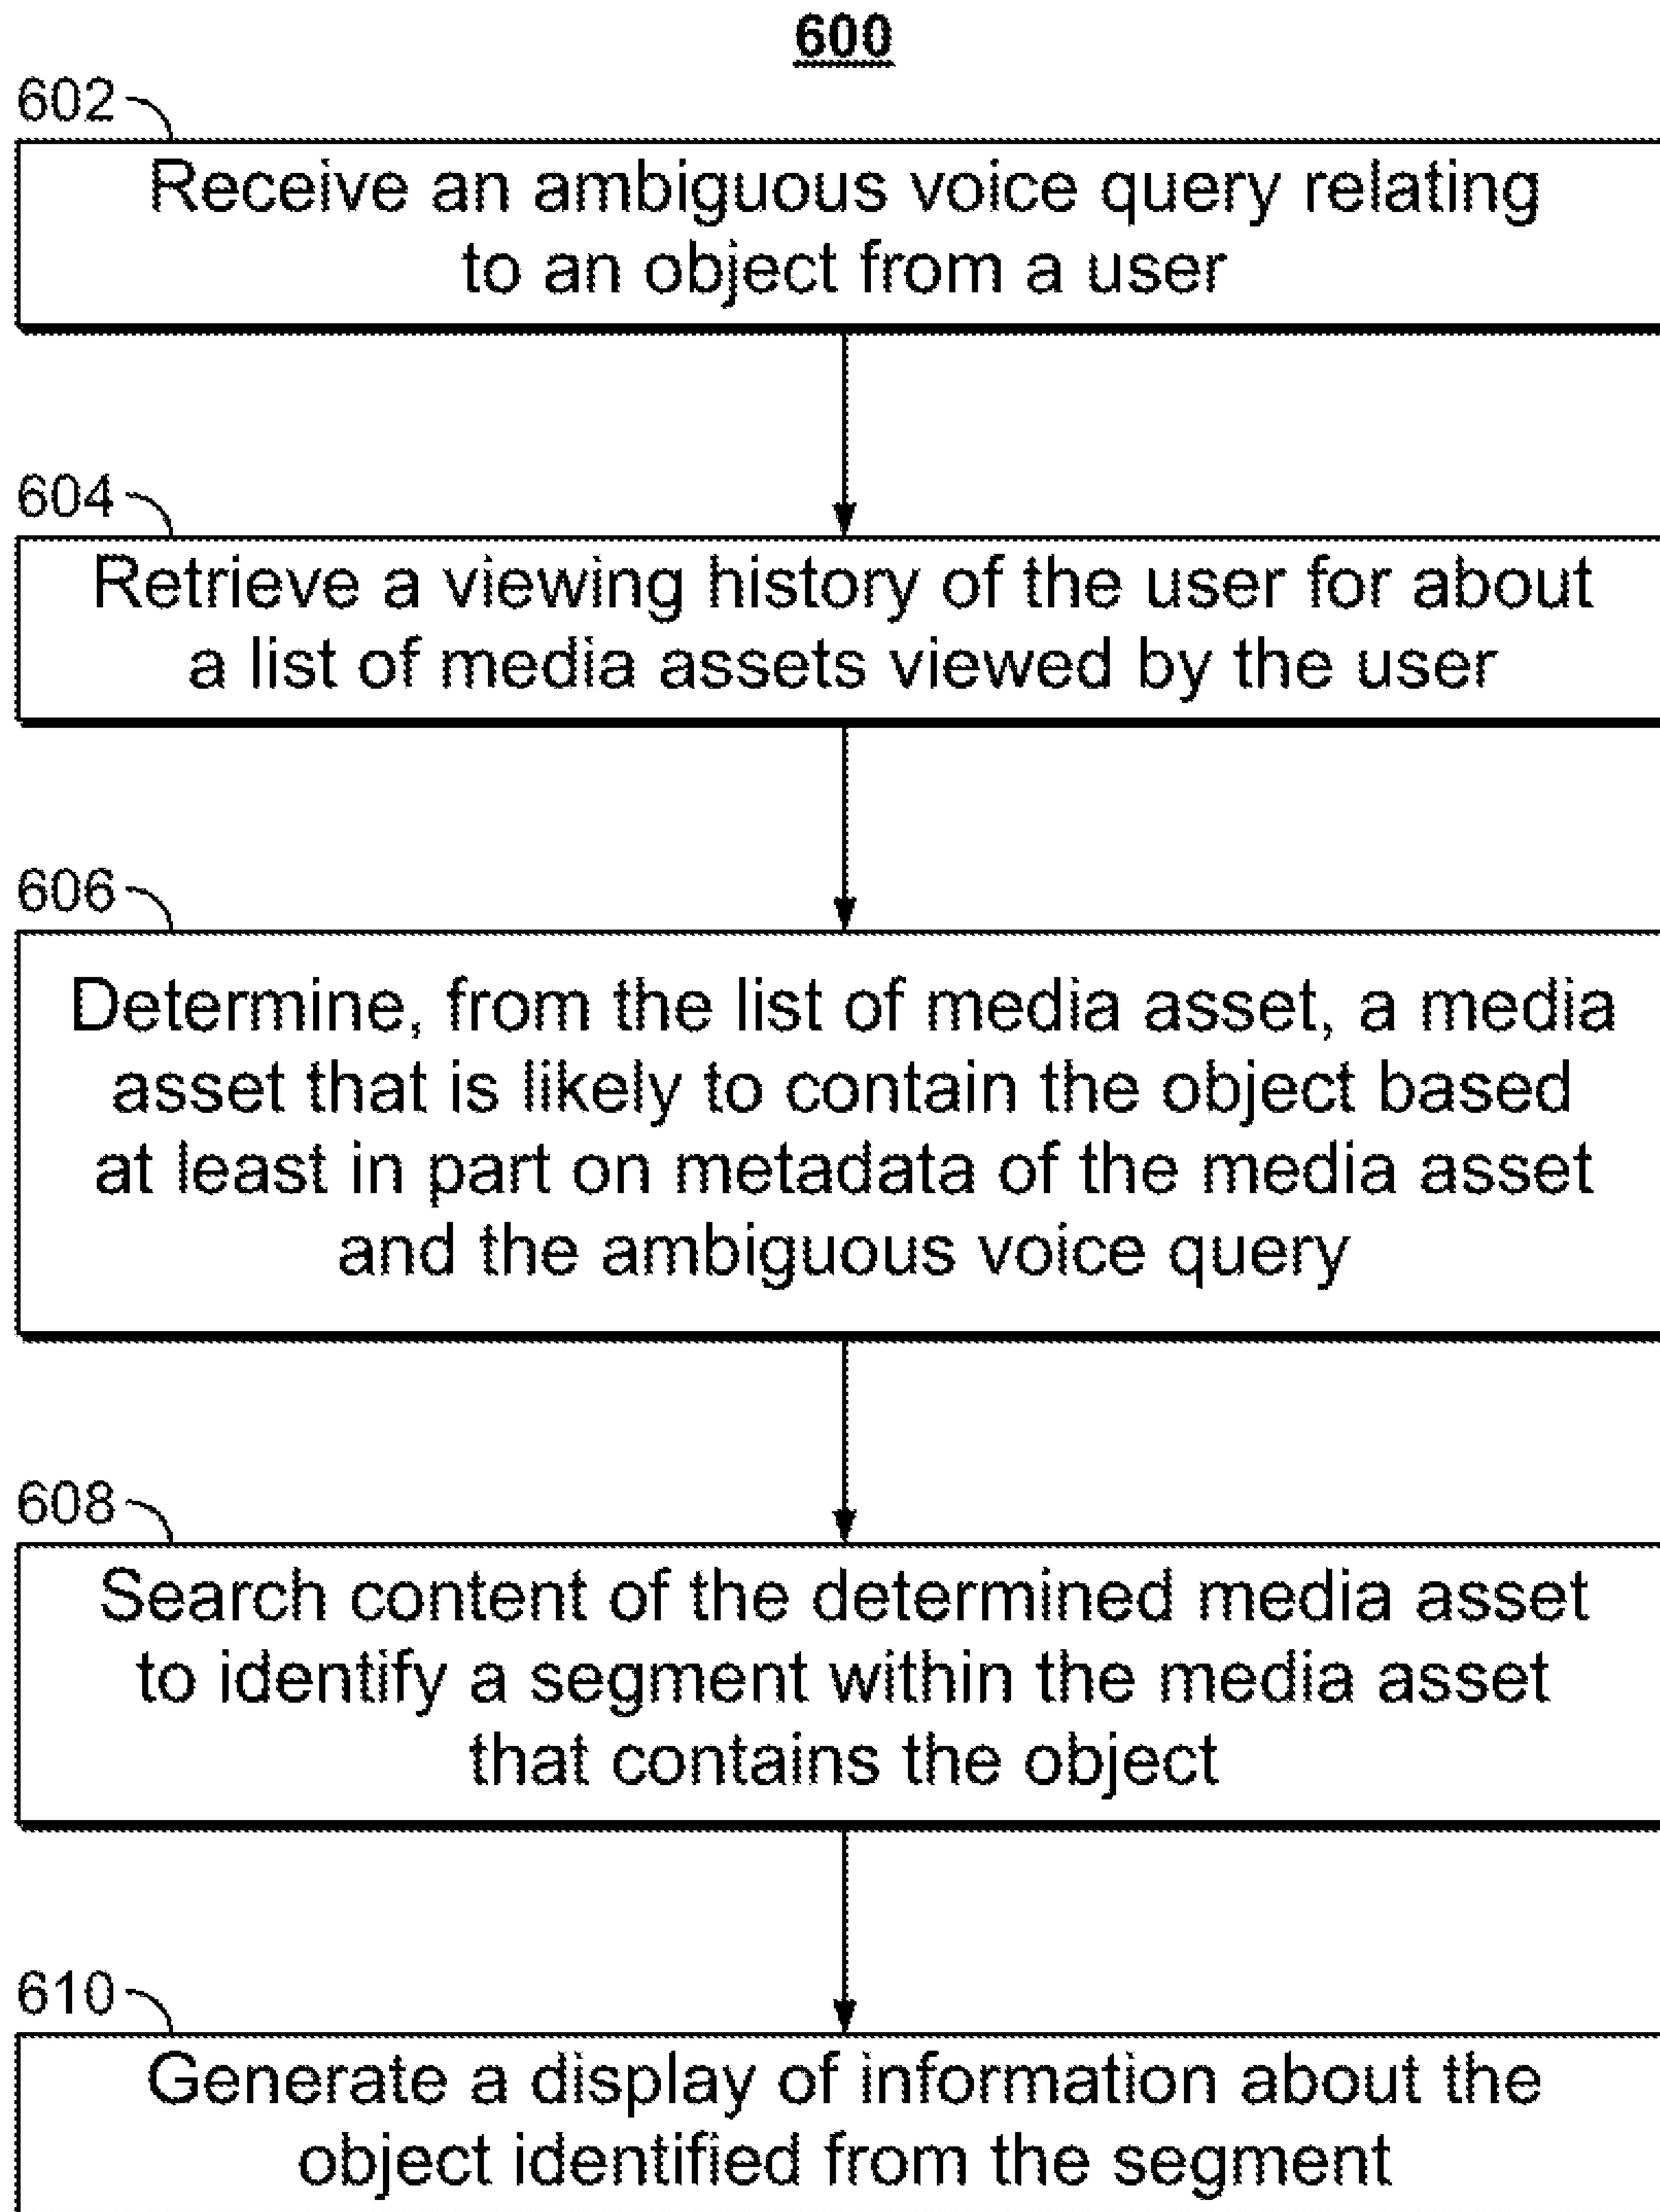 600
602
Receive an ambiguous voice query relating
to an object from a user
604
Retrieve a viewing history of the user for about
a list of media assets viewed by the user
606
Determine, from the list of media asset, a media
asset that is likely to contain the object based
at least in part on metadata of the media asset
and the ambiguous voice query
608
Search content of the determined media asset
to identify a segment within the media asset
that contains the object
610
Generate a display of information about the
object identified from the segment